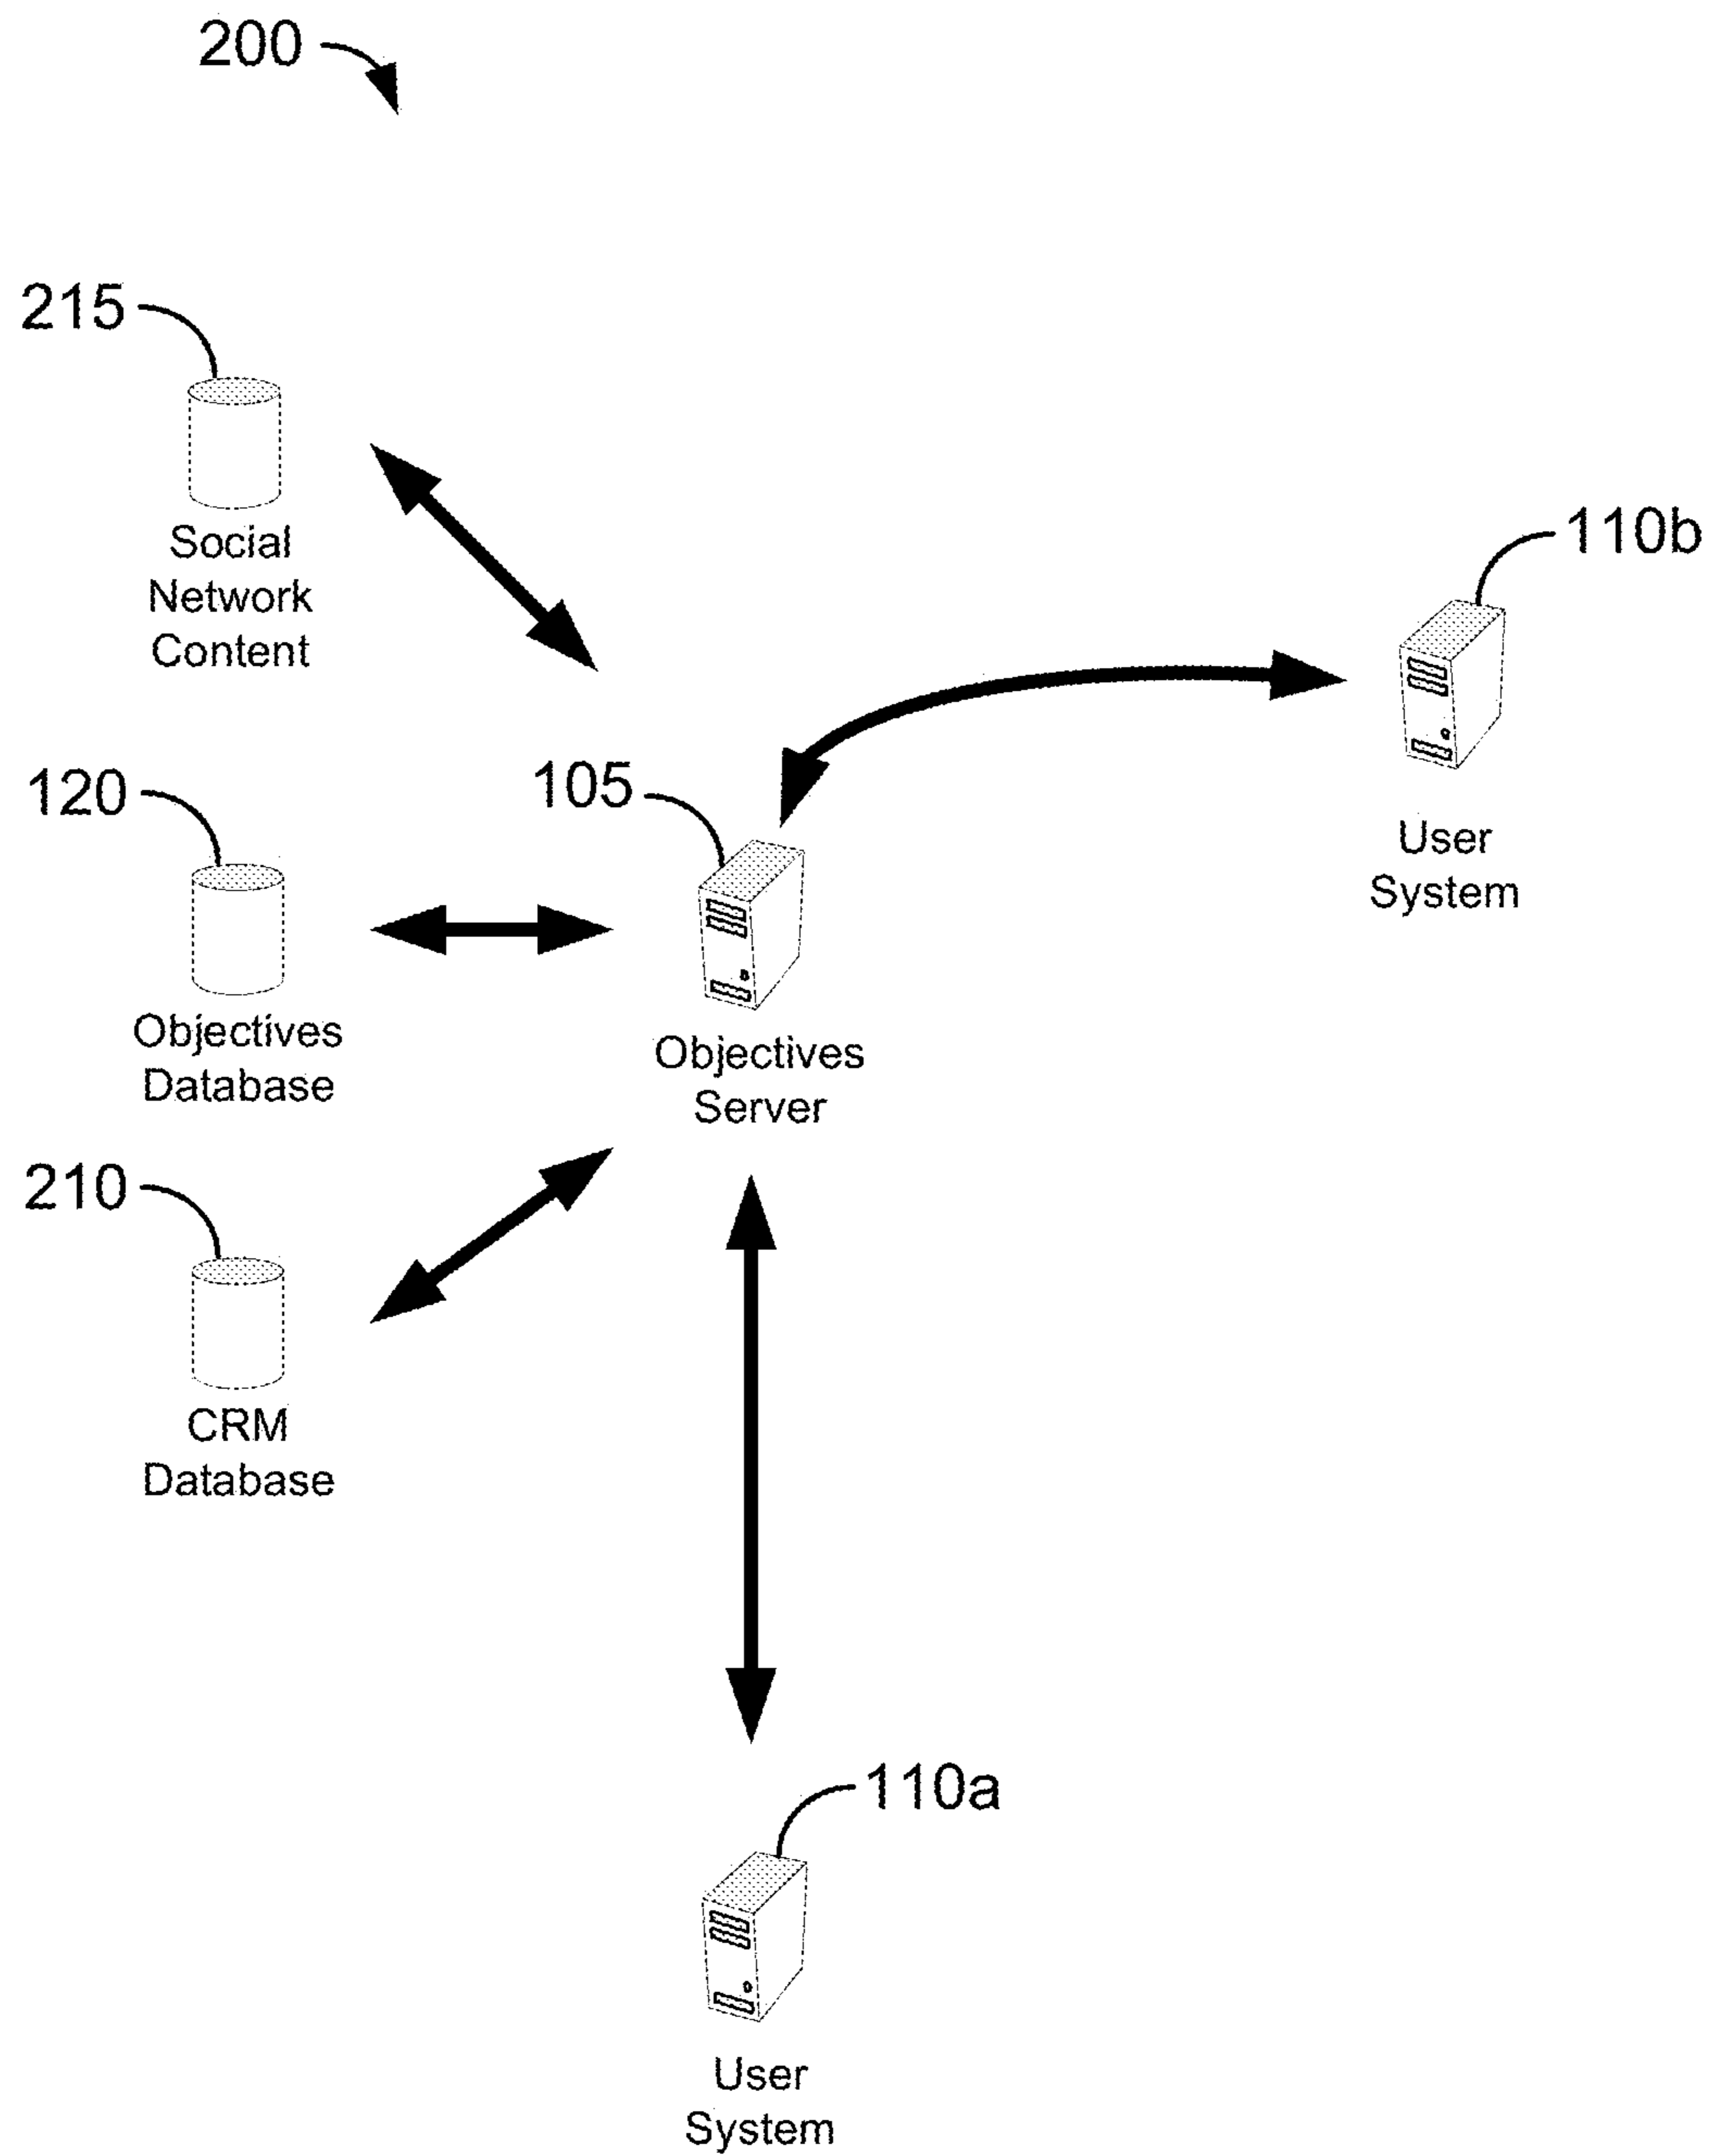 200
215
Social
Network
Content
110b
User
System
120
Objectives
Database
105
Objectives
Server
210
CRM
Database
110a
User
System